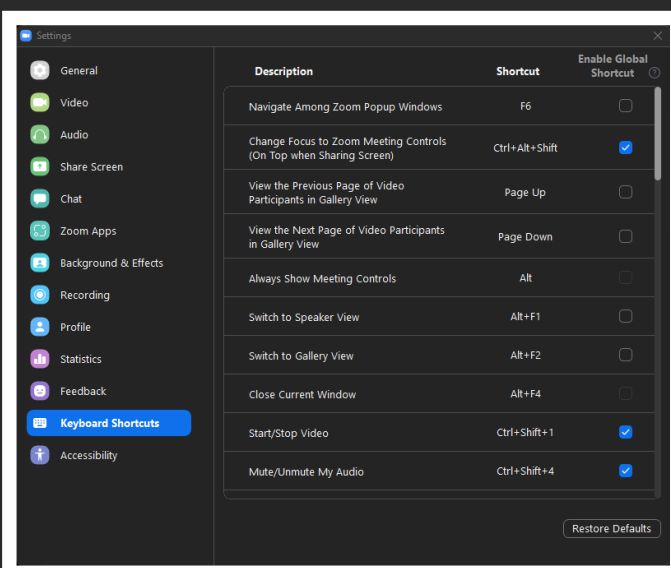 Settings
General
Video
Audio
Share Screen
Chat
Zoom Apps
Background & Effects
Recording
Profile
Statistics
Feedback
Keyboard Shortcuts
Accessibility
Description Shortcut Enable Global
Shortcut ?
Navigate Among Zoom Popup Windows F6
Change Focus to Zoom Meeting Controls
(On Top when Sharing Screen) Ctrl+Alt+Shift
View the Previous Page of Video
Participants in Gallery View Page Up
View the Next Page of Video Participants
in Gallery View Page Down
Always Show Meeting Controls Alt
Switch to Speaker View Alt+F1
Switch to Gallery View Alt+F2
Close Current Window Alt+F4
Start/Stop Video Ctrl+Shift+1
Mute/Unmute My Audio Ctrl+Shift+4
Restore Defaults